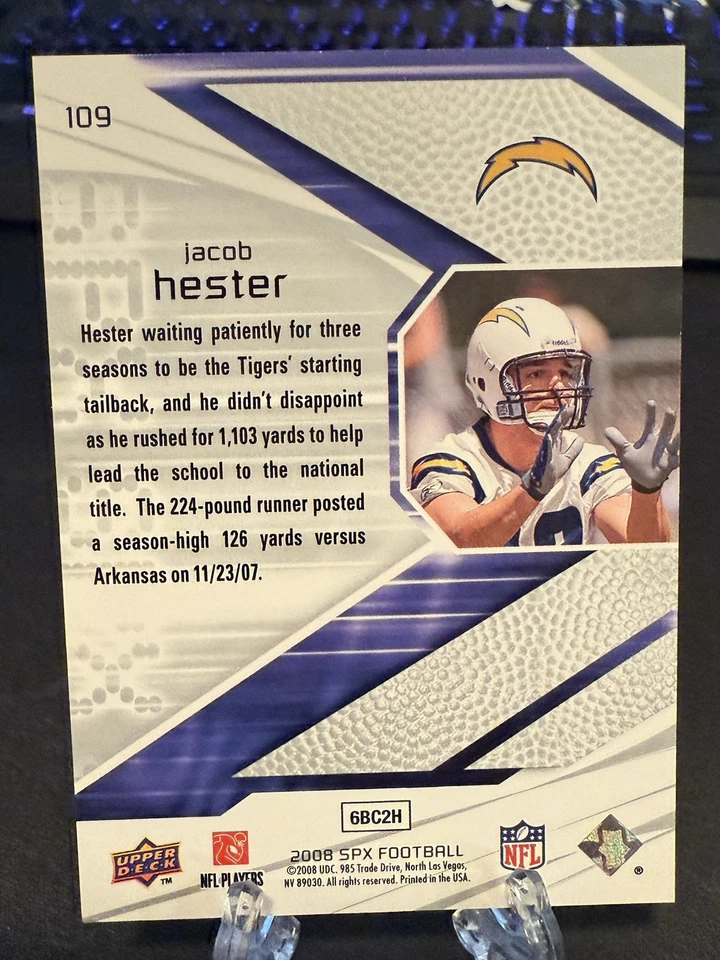 109
jacob
hester
Hester waiting patiently for three
seasons to be the Tigers' starting
tailback, and he didn't disappoint
as he rushed for 1,103 yards to help
lead the school to the national
title. The 224-pound runner posted
a season-high 126 yards versus
Arkansas on 11/23/07.
6BC2H
UPPER
DECK
TM
NFL PLAYERS
2008 SPX FOOTBALL
©2008 UDC. 985 Trade Drive, North Las Vegas,
NV 89030. All rights reserved. Printed in the USA.
NFL
®